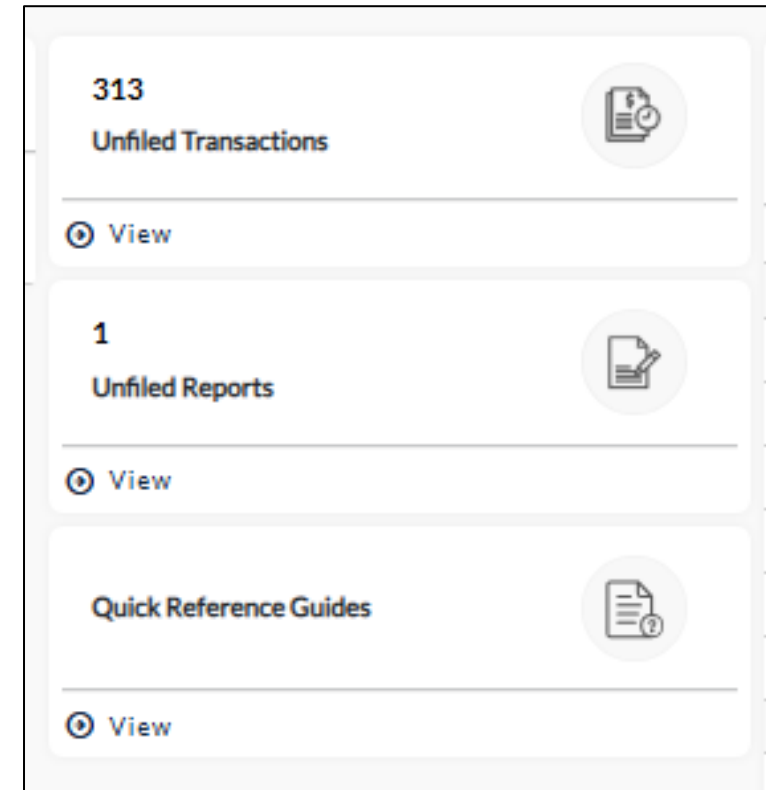 313
Unfiled Transactions
View
1
Unfiled Reports
View
Quick Reference Guides
View